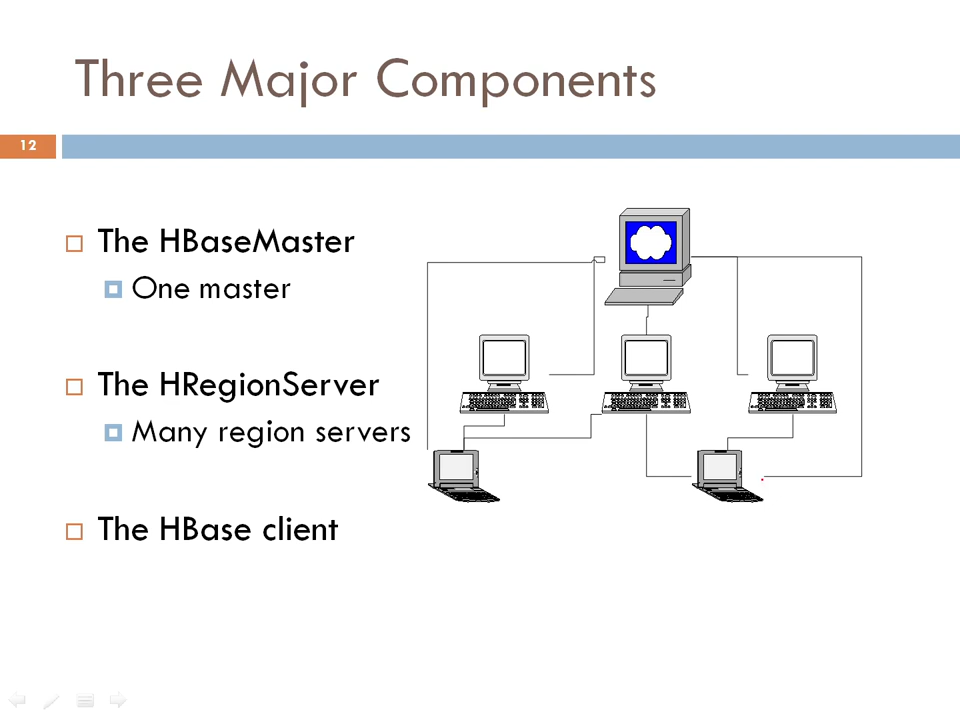 Three Major Components
12
The HBaseMaster
One master
The HRegionServer
Many region servers
The HBase client